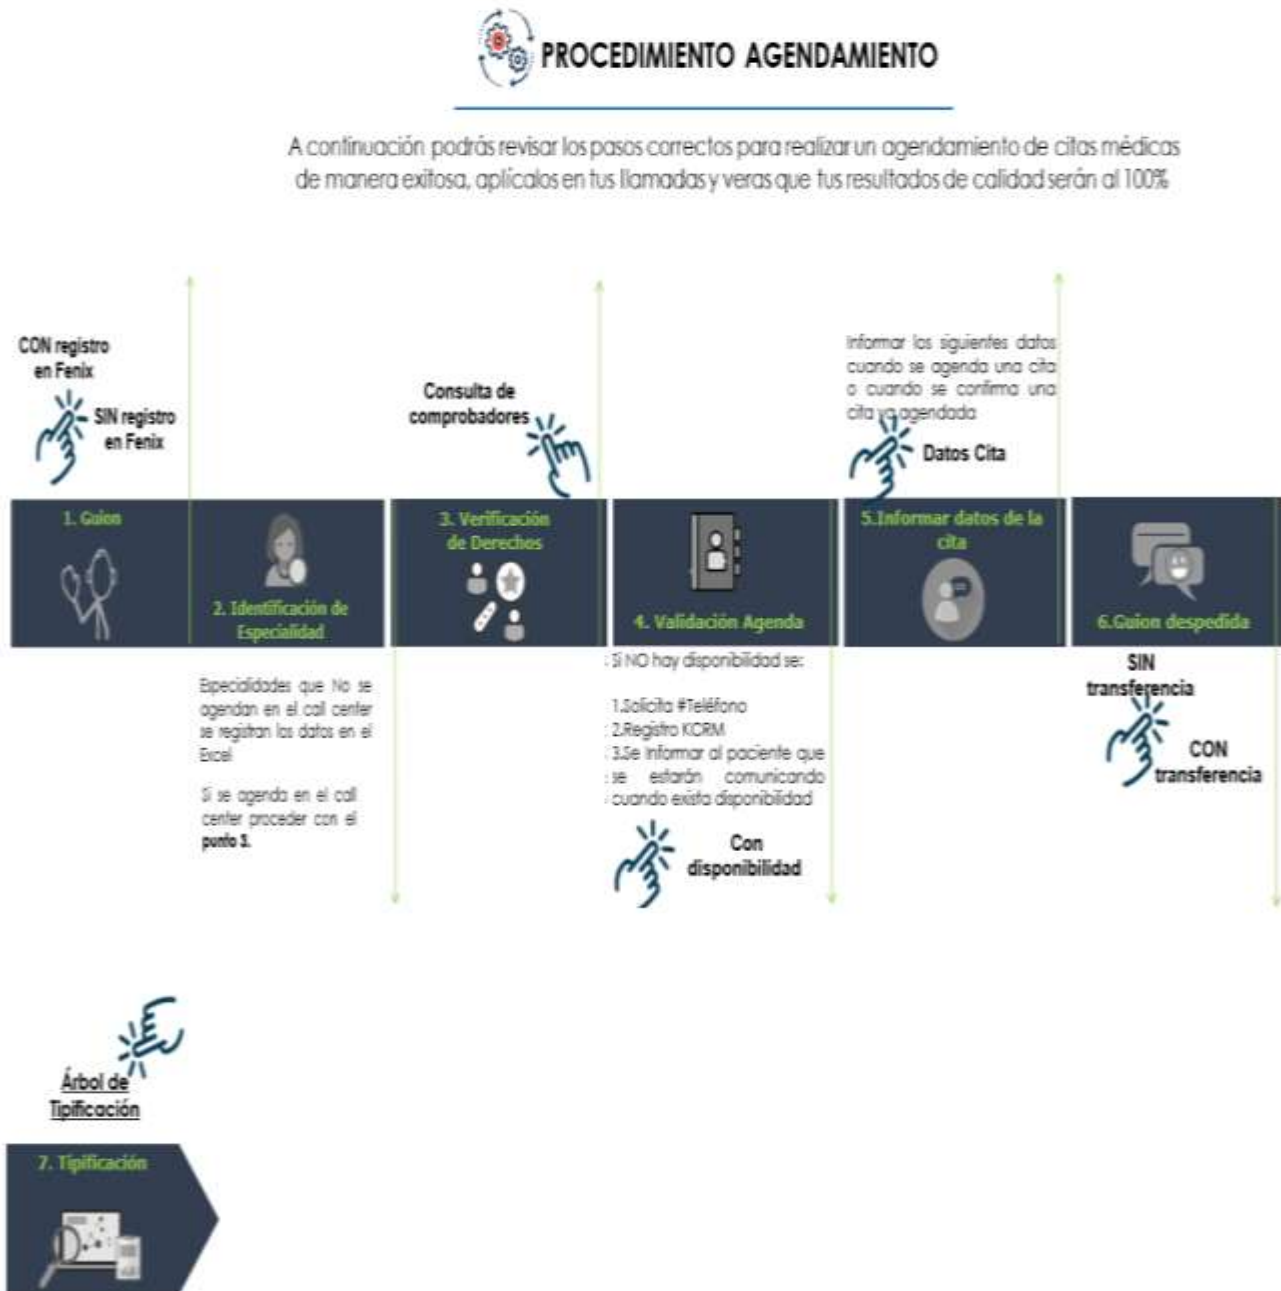 PROCEDIMIENTO AGENDAMIENTO
A continuación podrás revisar los pasos correctos para realizar un agendamiento de citas médicas
de manera exitosa, aplícalos en tus llamadas y veras que tus resultados de calidad serán al 100%
CON registro
en Fenix
SIN registro
en Fenix
Consulta de
comprobadores
Informar los siguientes datos
cuando se agenda una cita
o cuando se confirma una
cita ya agendada
Datos Cita
1. Guion
2. Identificación de
Especialidad
3. Verificación
de Derechos
4. Validación Agenda
5.Informar datos de la
cita
6.Guion despedida
Especialidades que No se
agendan en el call center
se registran los datos en el
Excel
Si se agenda en el call
center proceder con el
punto 3.
Si NO hay disponibilidad se:
1.Solicita #Teléfono
2.Registro KCRM
3.Se Informar al paciente que
se estarán comunicando
cuando exista disponibilidad
Con
disponibilidad
SIN
transferencia
CON
transferencia
Árbol de
Tipificación
7. Tipificación